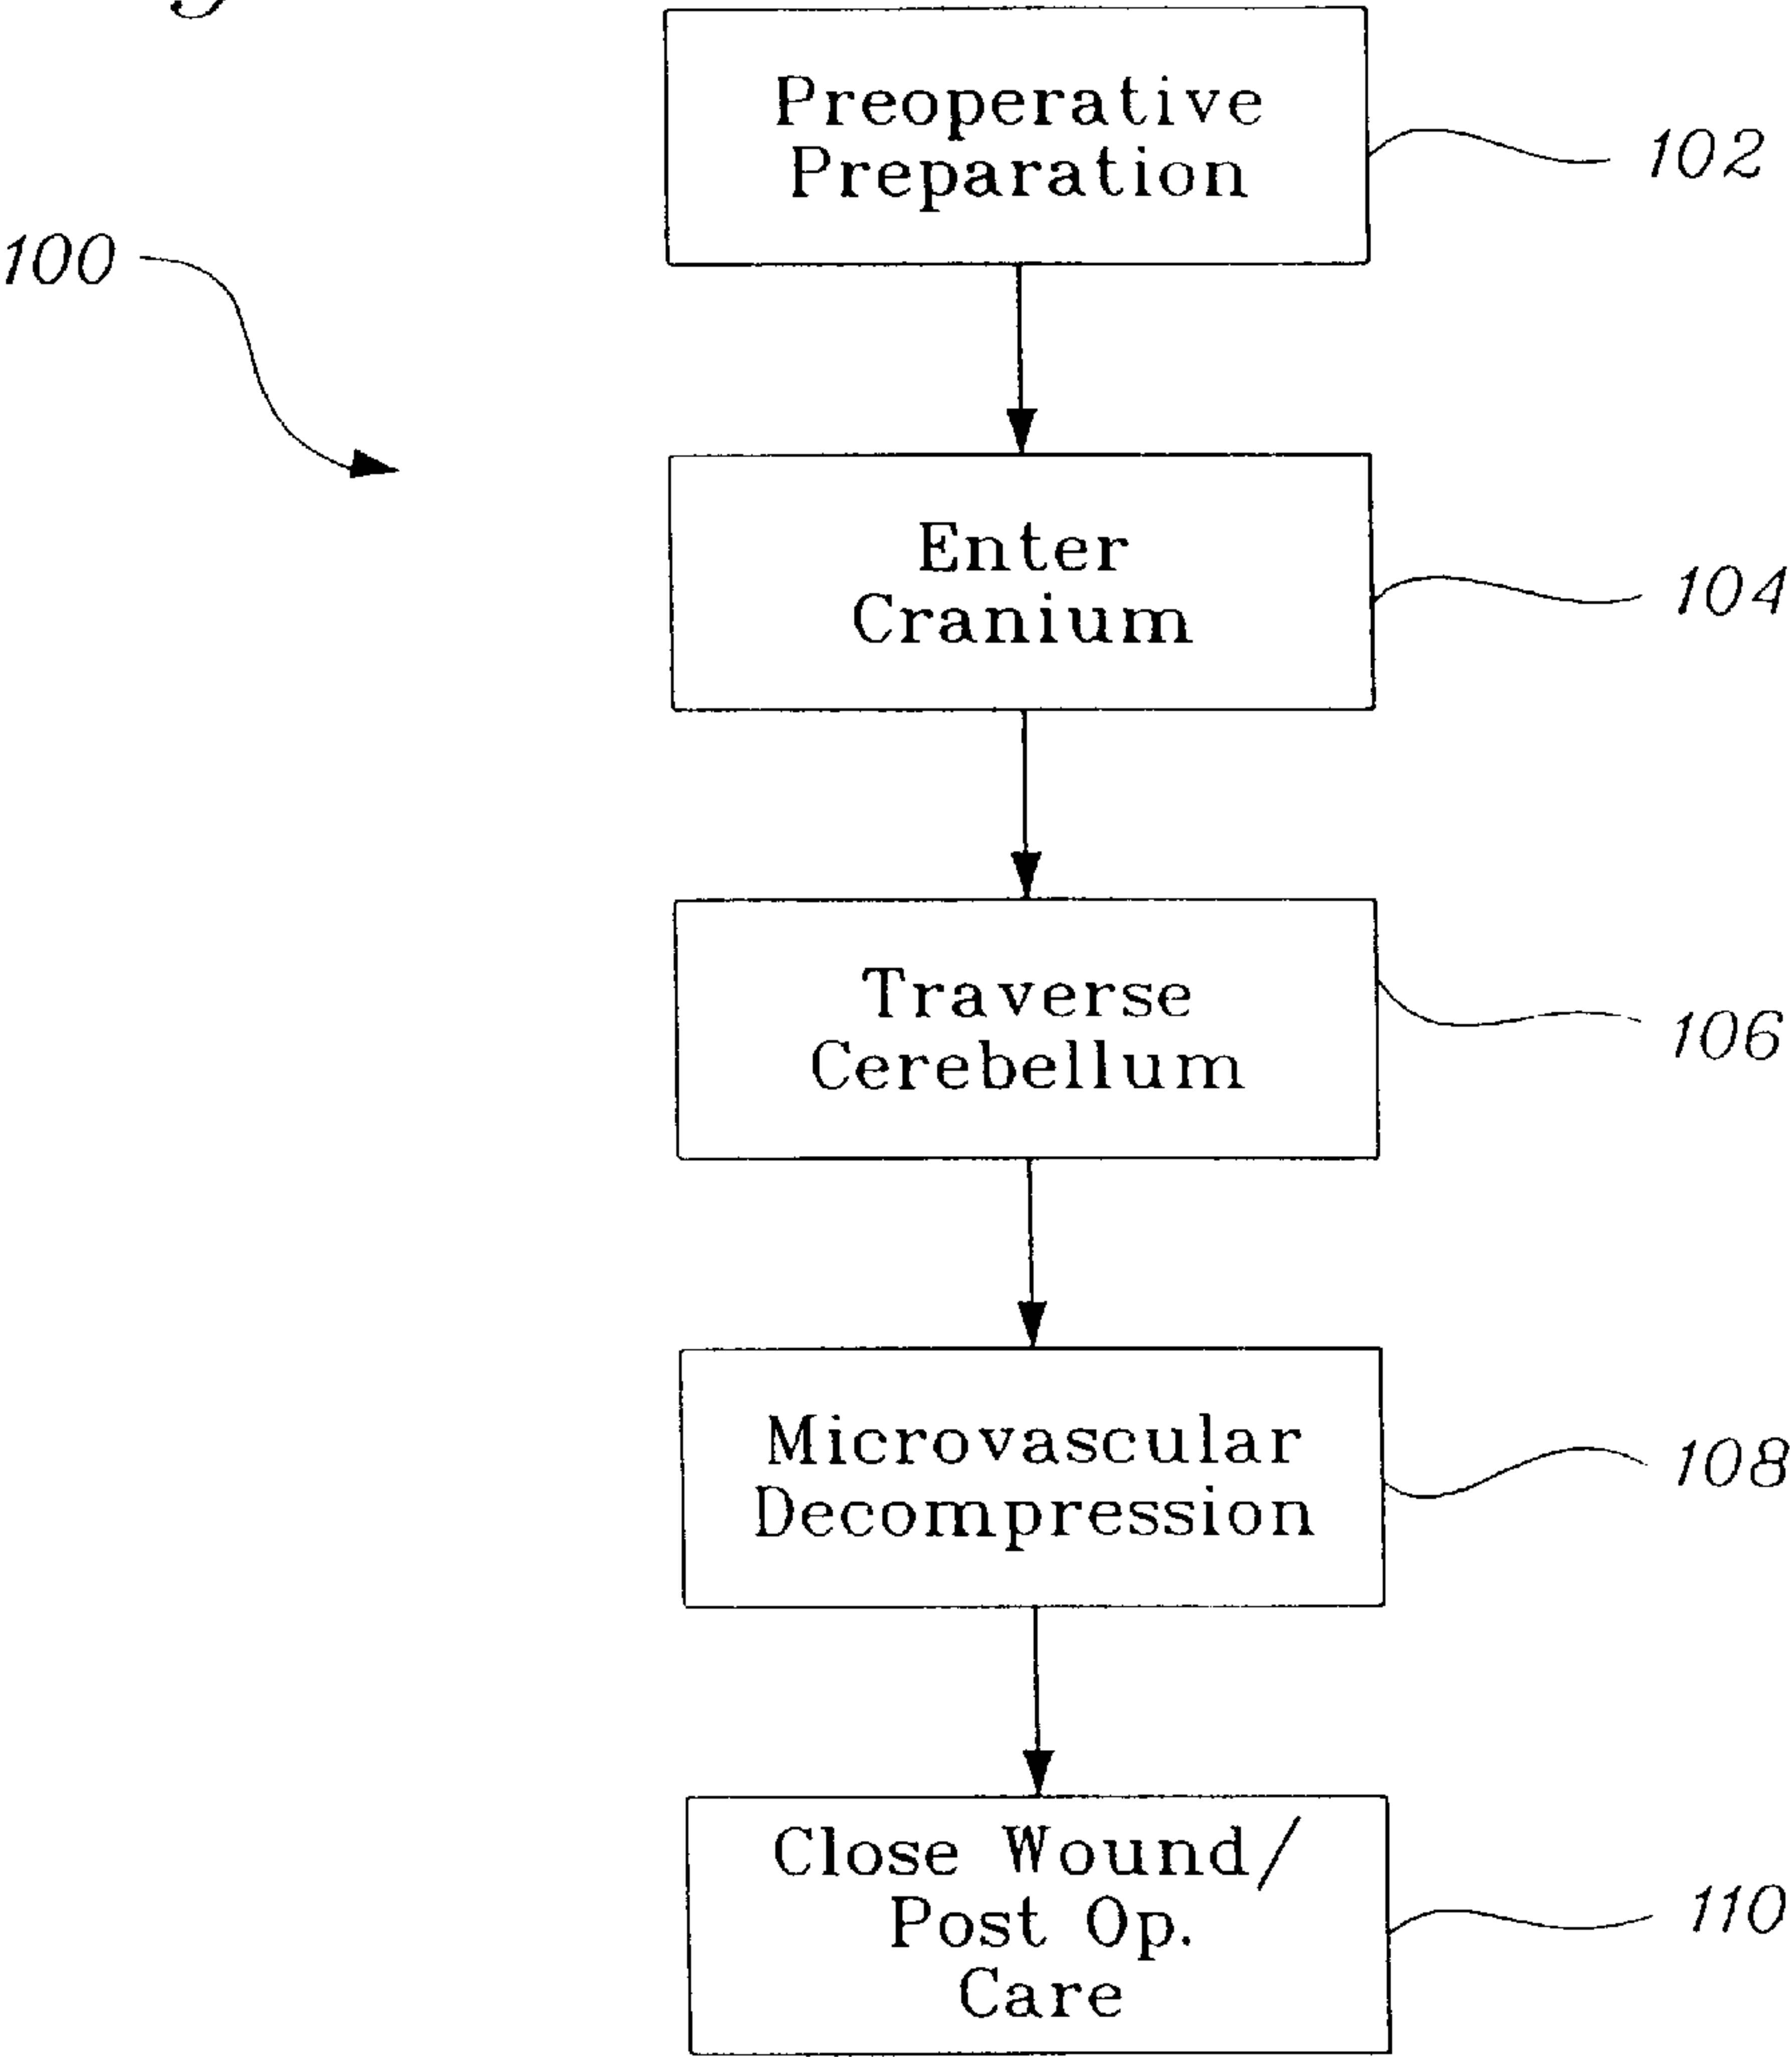 Preoperative
Preparation
102
100
Enter
Cranium
104
Traverse
Cerebellum
106
Microvascular
Decompression
108
Close Wound/
Post Op.
Care
110